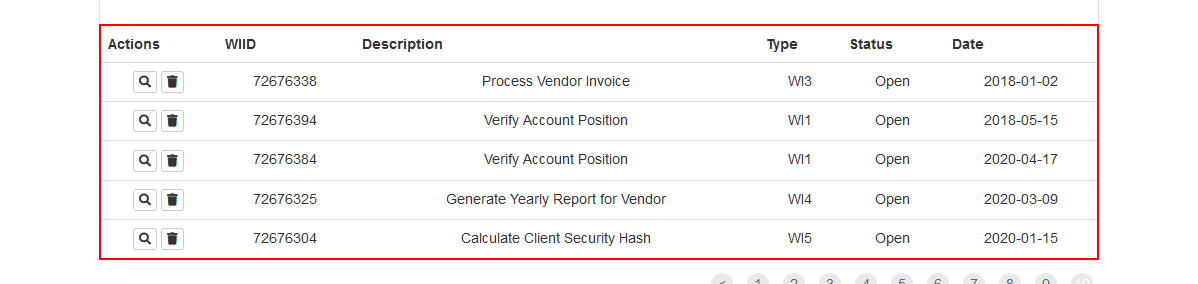 Actions WIID Description Type Status Date
72676338 Process Vendor Invoice WI3 Open 2018-01-02
72676394 Verify Account Position WI1 Open 2018-05-15
72676384 Verify Account Position WI1 Open 2020-04-17
72676325 Generate Yearly Report for Vendor WI4 Open 2020-03-09
72676304 Calculate Client Security Hash WI5 Open 2020-01-15
< 1 2 3 4 5 6 7 8 9 10